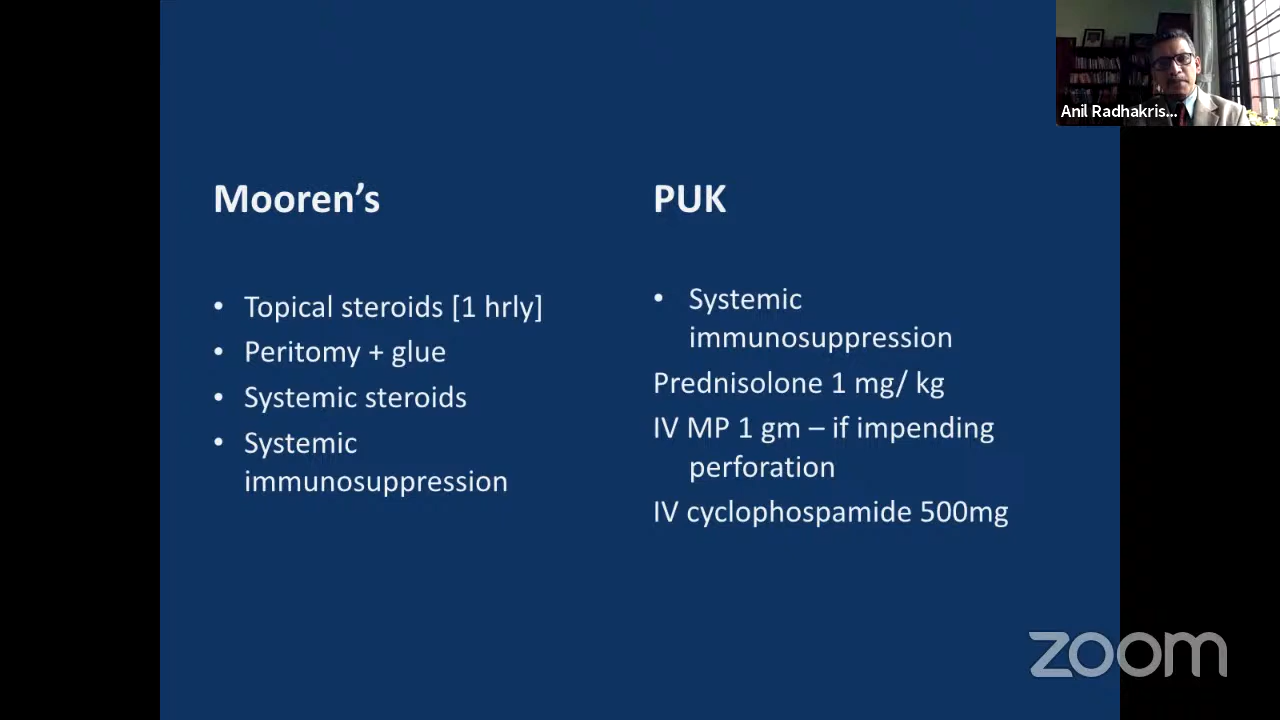 Anil Radhakris...
Mooren’s
• Topical steroids [1 hrly]
• Peritomy + glue
• Systemic steroids
• Systemic
immunosuppression
PUK
• Systemic
immunosuppression
Prednisolone 1 mg/ kg
IV MP 1 gm – if impending
perforation
IV cyclophospamide 500mg
zoom